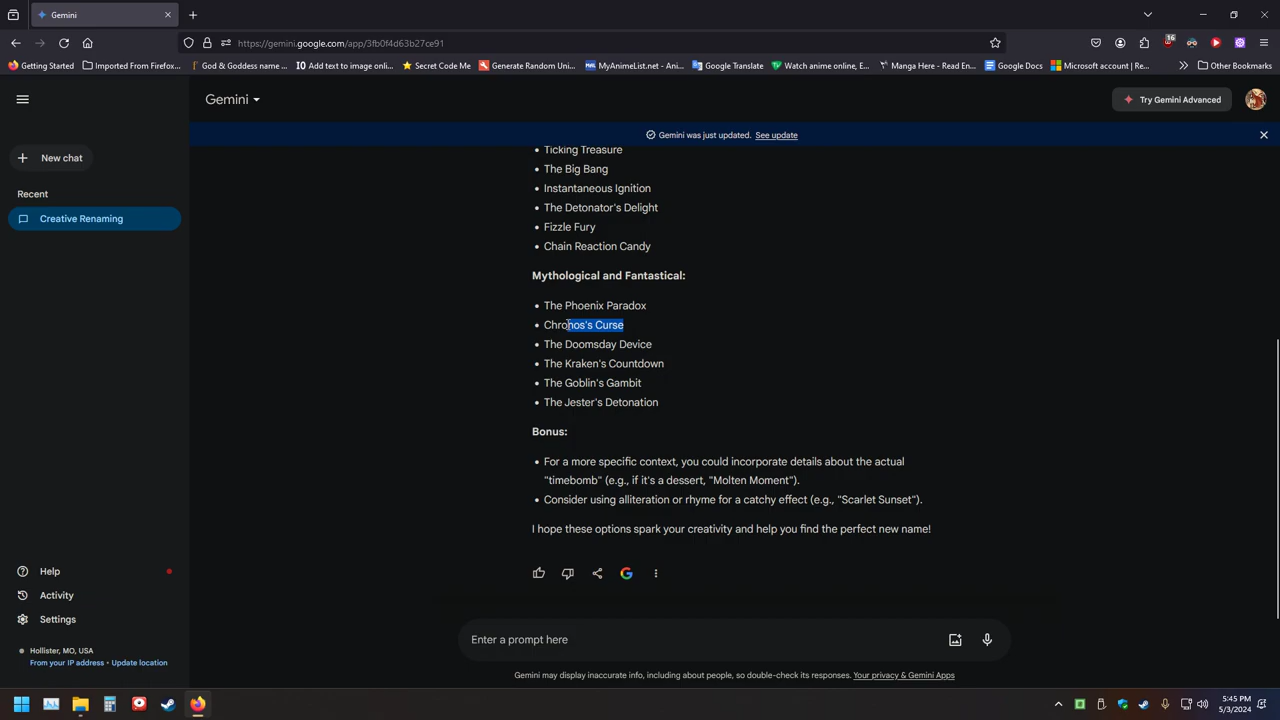 Gemini
https://gemini.google.com/app/3fb0f4d63b27ce91
16
Getting Started
Imported From Firefox...
God & Goddess name ...
Add text to image onli...
Secret Code Me
Generate Random Uni...
MyAnimeList.net - Ani...
Google Translate
Watch anime online, E...
Manga Here - Read En...
Google Docs
Microsoft account | Re...
Other Bookmarks
Gemini
Try Gemini Advanced
Gemini was just updated. See update
New chat
Recent
Creative Renaming
Ticking Treasure
The Big Bang
Instantaneous Ignition
The Detonator's Delight
Fizzle Fury
Chain Reaction Candy
Mythological and Fantastical:
The Phoenix Paradox
Chronos's Curse
The Doomsday Device
The Kraken's Countdown
The Goblin's Gambit
The Jester's Detonation
Bonus:
For a more specific context, you could incorporate details about the actual
"timebomb" (e.g., if it's a dessert, "Molten Moment").
Consider using alliteration or rhyme for a catchy effect (e.g., "Scarlet Sunset").
I hope these options spark your creativity and help you find the perfect new name!
Help
Activity
Settings
Hollister, MO, USA
From your IP address • Update location
Enter a prompt here
Gemini may display inaccurate info, including about people, so double-check its responses. Your privacy & Gemini Apps
5:45 PM
5/3/2024